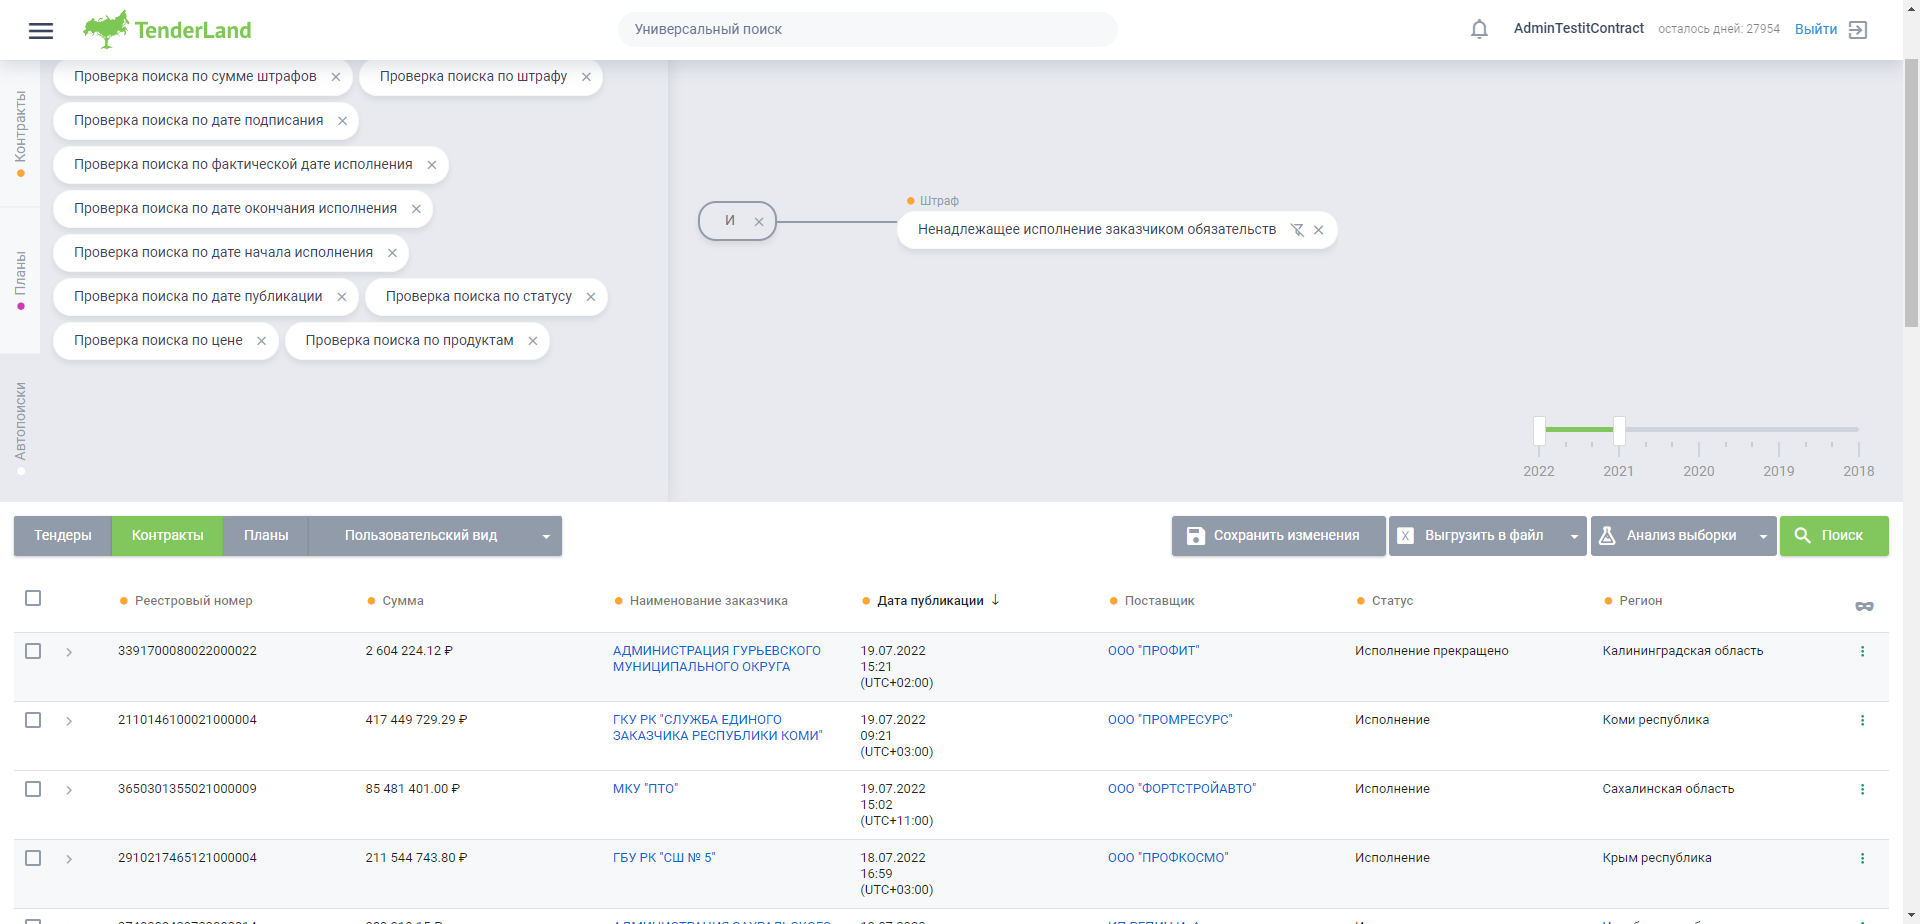 TenderLand
Универсальный поиск
AdminTestitContract
осталось дней: 27954
Выйти
Контракты
Планы
Автопоиски
Проверка поиска по сумме штрафов
Проверка поиска по штрафу
Проверка поиска по дате подписания
Проверка поиска по фактической дате исполнения
Проверка поиска по дате окончания исполнения
Проверка поиска по дате начала исполнения
Проверка поиска по дате публикации
Проверка поиска по статусу
Проверка поиска по цене
Проверка поиска по продуктам
И
Штраф
Ненадлежащее исполнение заказчиком обязательств
2022 2021 2020 2019 2018
Тендеры Контракты Планы Пользовательский вид
Сохранить изменения
X Выгрузить в файл
Анализ выборки
Поиск
Реестровый номер Сумма Наименование заказчика Дата публикации ↓ Поставщик Статус Регион
3391700080022000022 2 604 224.12 ₽ АДМИНИСТРАЦИЯ ГУРЬЕВСКОГО 19.07.2022 ООО "ПРОФИТ" Исполнение прекращено Калининградская область
МУНИЦИПАЛЬНОГО ОКРУГА 15:21
(UTC+02:00)
2110146100021000004 417 449 729.29 ₽ ГКУ РК "СЛУЖБА ЕДИНОГО 19.07.2022 ООО "ПРОМРЕСУРС" Исполнение Коми республика
ЗАКАЗЧИКА РЕСПУБЛИКИ КОМИ" 09:21
(UTC+03:00)
3650301355021000009 85 481 401.00 ₽ МКУ "ПТО" 19.07.2022 ООО "ФОРТСТРОЙАВТО" Исполнение Сахалинская область
15:02
(UTC+11:00)
2910217465121000004 211 544 743.80 ₽ ГБУ РК "СШ № 5" 18.07.2022 ООО "ПРОФКОСМО" Исполнение Крым республика
16:59
(UTC+03:00)